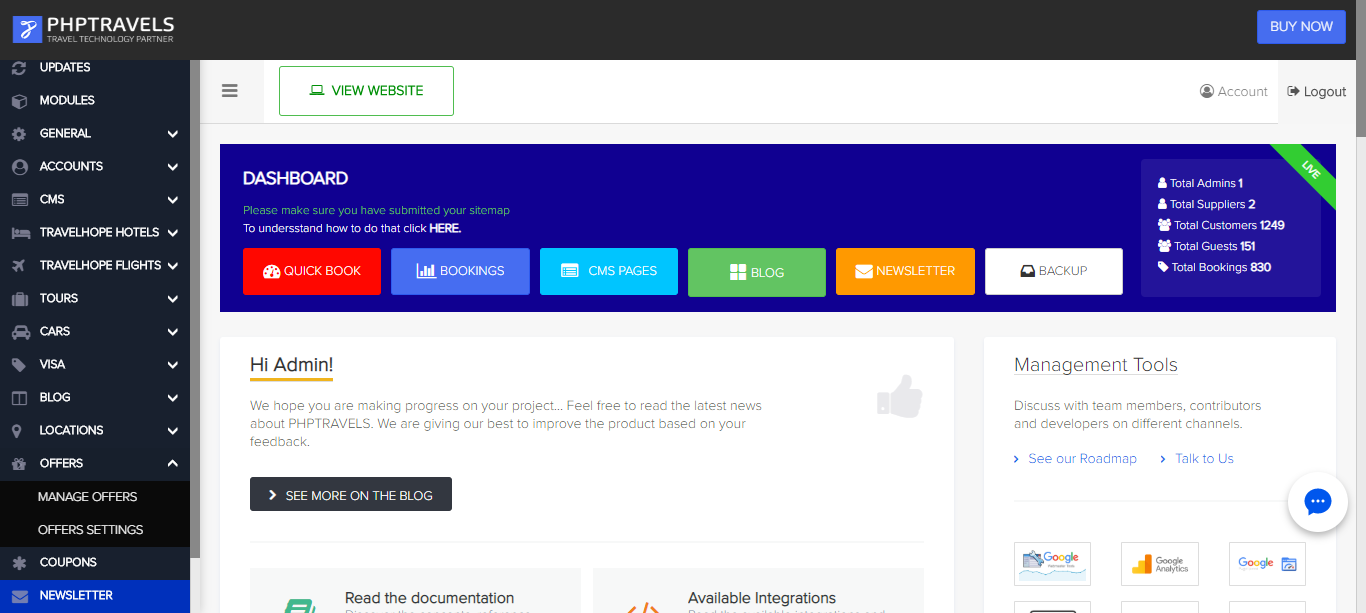 PHPTRAVELS
TRAVEL TECHNOLOGY PARTNER
BUY NOW
UPDATES
MODULES
GENERAL
ACCOUNTS
CMS
TRAVELHOPE HOTELS
TRAVELHOPE FLIGHTS
TOURS
CARS
VISA
BLOG
LOCATIONS
OFFERS
MANAGE OFFERS
OFFERS SETTINGS
COUPONS
NEWSLETTER
VIEW WEBSITE
Account
Logout
DASHBOARD
Please make sure you have submitted your sitemap
To undersstand how to do that click HERE.
QUICK BOOK
BOOKINGS
CMS PAGES
BLOG
NEWSLETTER
BACKUP
Total Admins 1
Total Suppliers 2
Total Customers 1249
Total Guests 151
Total Bookings 830
LIVE
Hi Admin!
We hope you are making progress on your project... Feel free to read the latest news
about PHPTRAVELS. We are giving our best to improve the product based on your
feedback.
SEE MORE ON THE BLOG
Read the documentation
Available Integrations
Management Tools
Discuss with team members, contributors
and developers on different channels.
See our Roadmap
Talk to Us
Google
Google
Analytics
Google